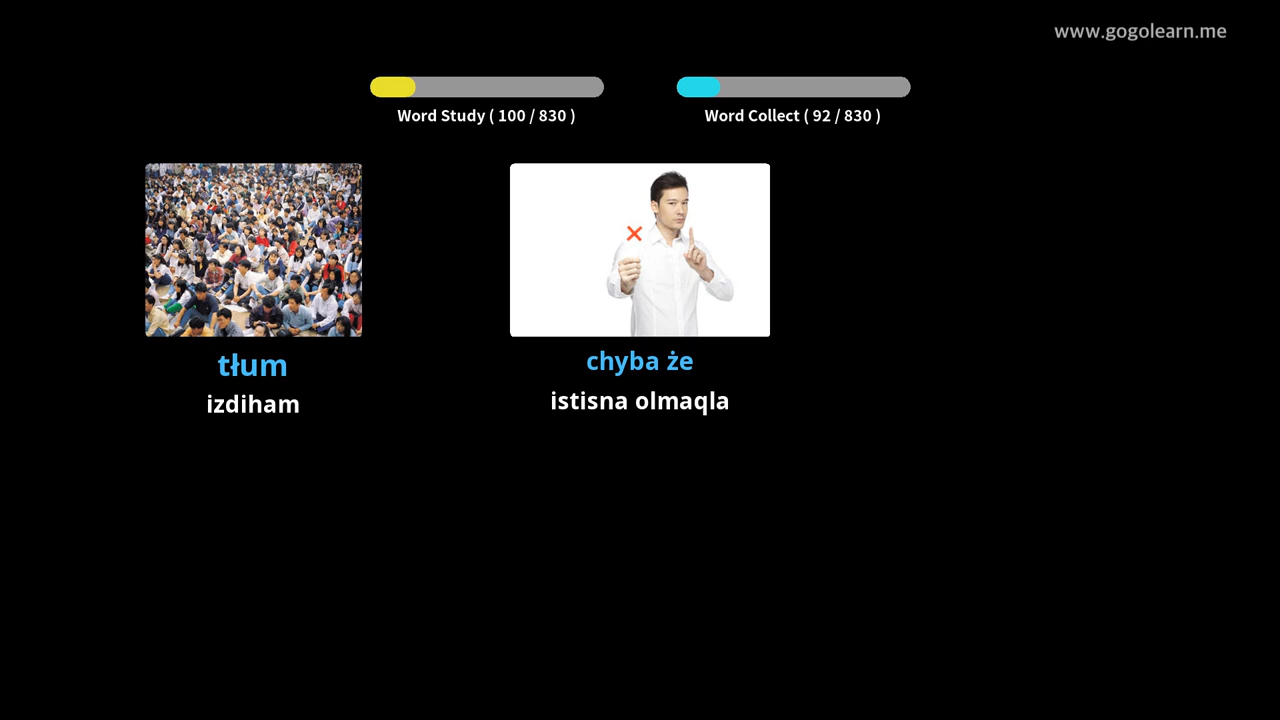 www.gogolearn.me
Word Study ( 100 / 830 )
Word Collect ( 92 / 830 )
tłum
izdiham
chyba że
istisna olmaqla